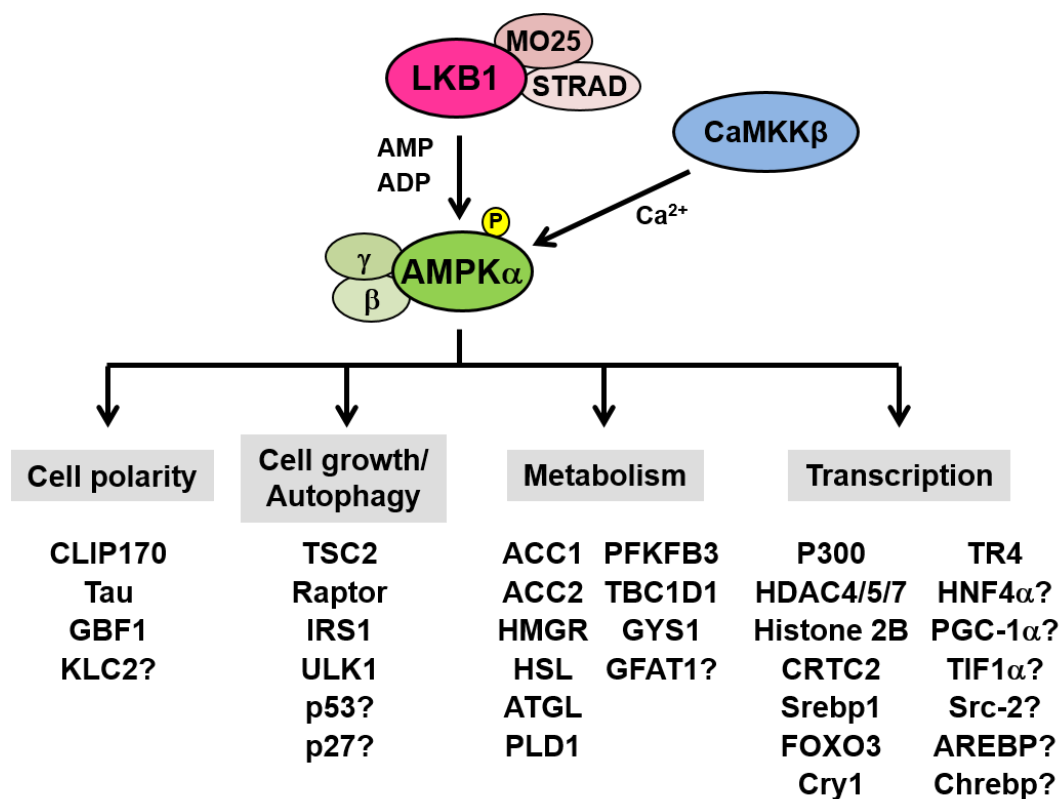 MO25
LKB1
STRAD
CaMKKβ
AMP
ADP
Ca²⁺
P
γ
AMPKα
β
Cell polarity
CLIP170
Tau
GBF1
KLC2?
Cell growth/
Autophagy
TSC2
Raptor
IRS1
ULK1
p53?
p27?
Metabolism
ACC1 PFKFB3
ACC2 TBC1D1
HMGR GYS1
HSL GFAT1?
ATGL
PLD1
Transcription
P300 TR4
HDAC4/5/7 HNF4α?
Histone 2B PGC-1α?
CRTC2 TIF1α?
Srebp1 Src-2?
FOXO3 AREBP?
Cry1 Chrebp?